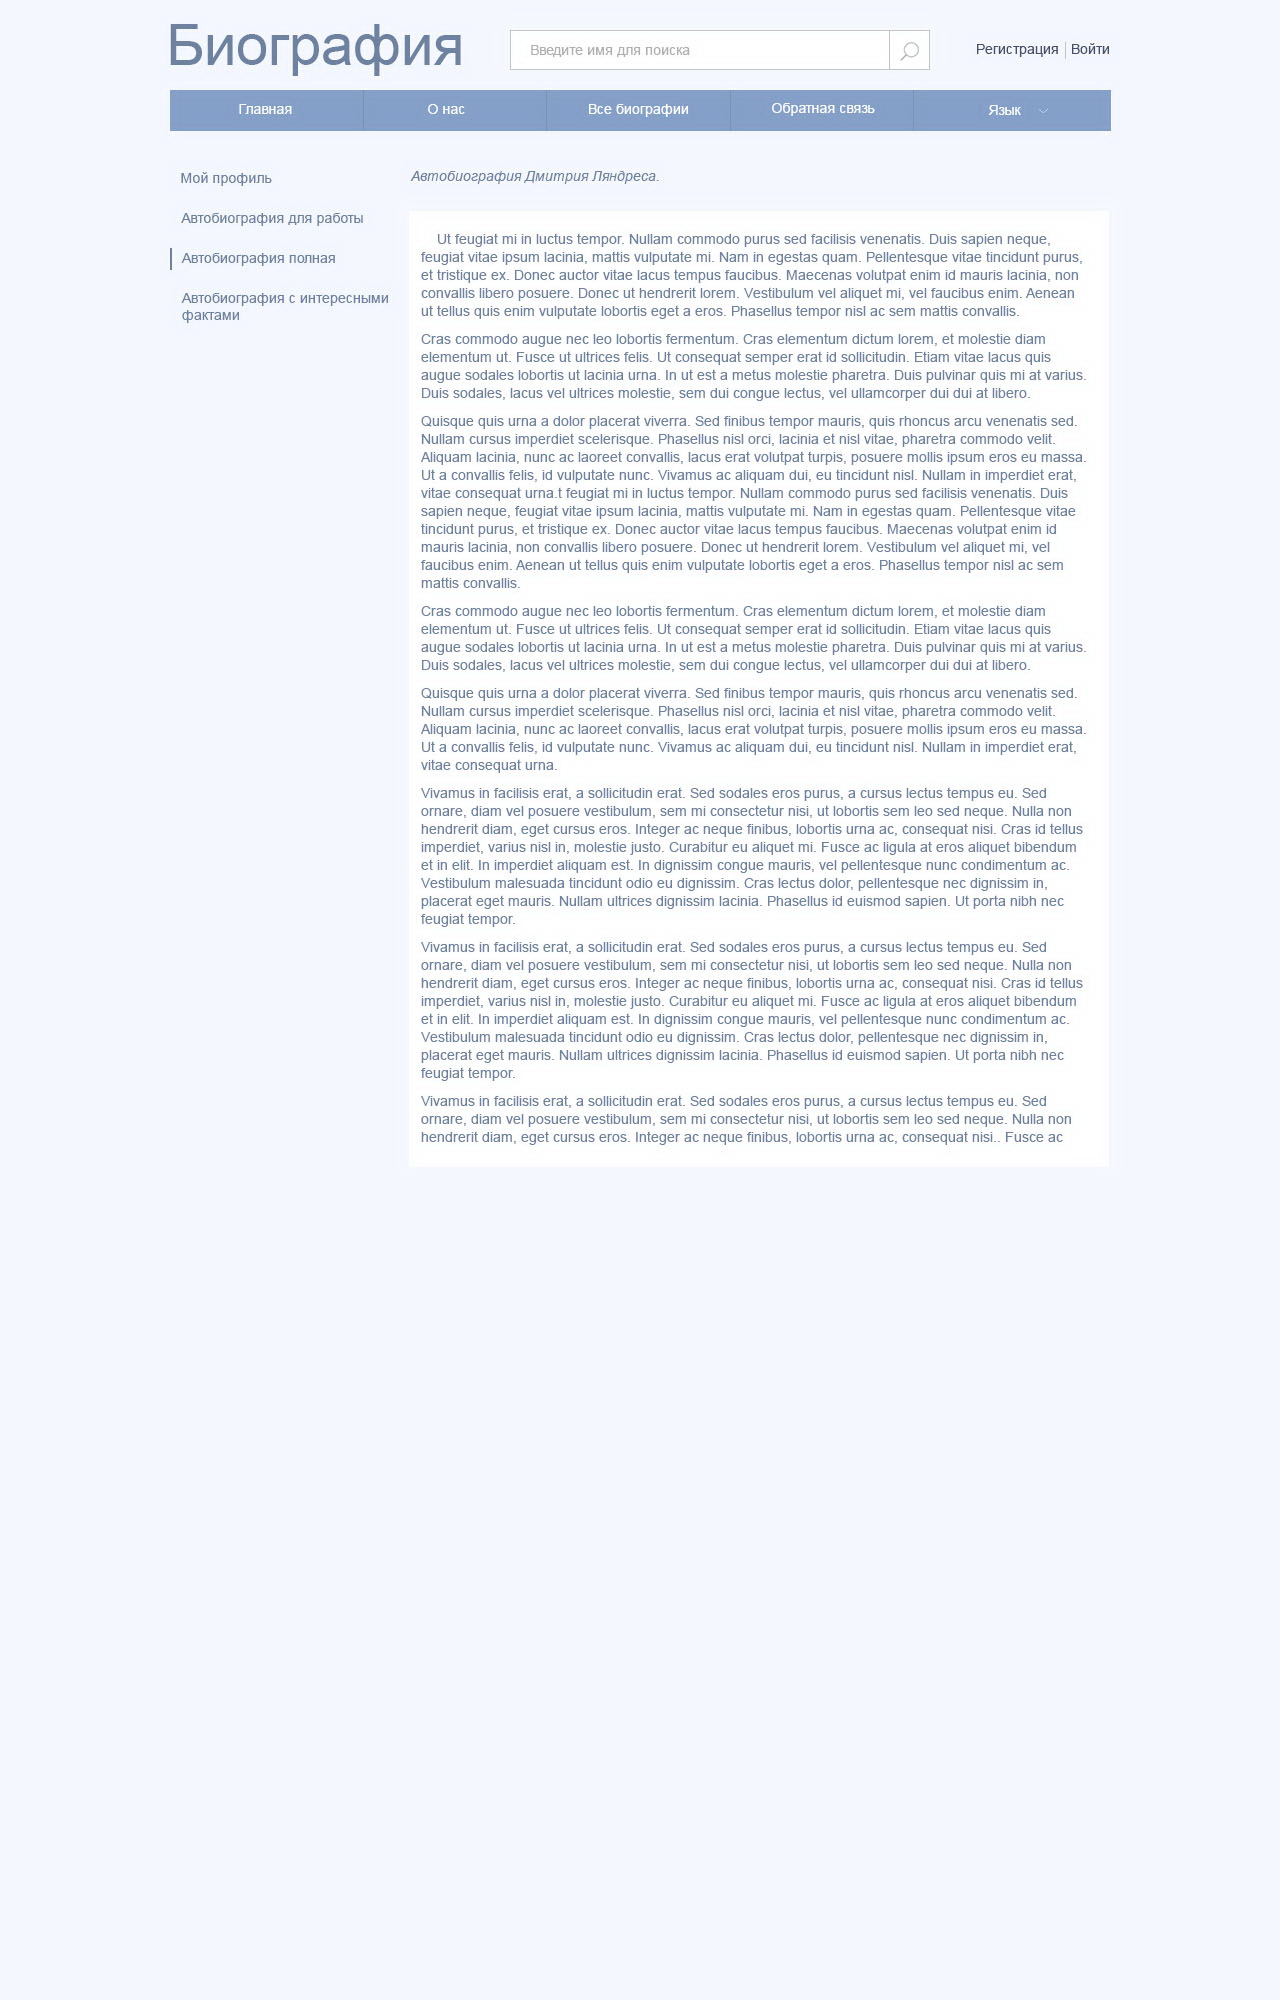 Биография
Введите имя для поиска
Регистрация Войти
Главная О нас Все биографии Обратная связь Язык
Мой профиль
Автобиография для работы
Автобиография полная
Автобиография с интересными
фактами
Автобиография Дмитрия Ляндреса.
Ut feugiat mi in luctus tempor. Nullam commodo purus sed facilisis venenatis. Duis sapien neque,
feugiat vitae ipsum lacinia, mattis vulputate mi. Nam in egestas quam. Pellentesque vitae tincidunt purus,
et tristique ex. Donec auctor vitae lacus tempus faucibus. Maecenas volutpat enim id mauris lacinia, non
convallis libero posuere. Donec ut hendrerit lorem. Vestibulum vel aliquet mi, vel faucibus enim. Aenean
ut tellus quis enim vulputate lobortis eget a eros. Phasellus tempor nisl ac sem mattis convallis.
Cras commodo augue nec leo lobortis fermentum. Cras elementum dictum lorem, et molestie diam
elementum ut. Fusce ut ultrices felis. Ut consequat semper erat id sollicitudin. Etiam vitae lacus quis
augue sodales lobortis ut lacinia urna. In ut est a metus molestie pharetra. Duis pulvinar quis mi at varius.
Duis sodales, lacus vel ultrices molestie, sem dui congue lectus, vel ullamcorper dui dui at libero.
Quisque quis urna a dolor placerat viverra. Sed finibus tempor mauris, quis rhoncus arcu venenatis sed.
Nullam cursus imperdiet scelerisque. Phasellus nisl orci, lacinia et nisl vitae, pharetra commodo velit.
Aliquam lacinia, nunc ac laoreet convallis, lacus erat volutpat turpis, posuere mollis ipsum eros eu massa.
Ut a convallis felis, id vulputate nunc. Vivamus ac aliquam dui, eu tincidunt nisl. Nullam in imperdiet erat,
vitae consequat urna.t feugiat mi in luctus tempor. Nullam commodo purus sed facilisis venenatis. Duis
sapien neque, feugiat vitae ipsum lacinia, mattis vulputate mi. Nam in egestas quam. Pellentesque vitae
tincidunt purus, et tristique ex. Donec auctor vitae lacus tempus faucibus. Maecenas volutpat enim id
mauris lacinia, non convallis libero posuere. Donec ut hendrerit lorem. Vestibulum vel aliquet mi, vel
faucibus enim. Aenean ut tellus quis enim vulputate lobortis eget a eros. Phasellus tempor nisl ac sem
mattis convallis.
Cras commodo augue nec leo lobortis fermentum. Cras elementum dictum lorem, et molestie diam
elementum ut. Fusce ut ultrices felis. Ut consequat semper erat id sollicitudin. Etiam vitae lacus quis
augue sodales lobortis ut lacinia urna. In ut est a metus molestie pharetra. Duis pulvinar quis mi at varius.
Duis sodales, lacus vel ultrices molestie, sem dui congue lectus, vel ullamcorper dui dui at libero.
Quisque quis urna a dolor placerat viverra. Sed finibus tempor mauris, quis rhoncus arcu venenatis sed.
Nullam cursus imperdiet scelerisque. Phasellus nisl orci, lacinia et nisl vitae, pharetra commodo velit.
Aliquam lacinia, nunc ac laoreet convallis, lacus erat volutpat turpis, posuere mollis ipsum eros eu massa.
Ut a convallis felis, id vulputate nunc. Vivamus ac aliquam dui, eu tincidunt nisl. Nullam in imperdiet erat,
vitae consequat urna.
Vivamus in facilisis erat, a sollicitudin erat. Sed sodales eros purus, a cursus lectus tempus eu. Sed
ornare, diam vel posuere vestibulum, sem mi consectetur nisi, ut lobortis sem leo sed neque. Nulla non
hendrerit diam, eget cursus eros. Integer ac neque finibus, lobortis urna ac, consequat nisi. Cras id tellus
imperdiet, varius nisl in, molestie justo. Curabitur eu aliquet mi. Fusce ac ligula at eros aliquet bibendum
et in elit. In imperdiet aliquam est. In dignissim congue mauris, vel pellentesque nunc condimentum ac.
Vestibulum malesuada tincidunt odio eu dignissim. Cras lectus dolor, pellentesque nec dignissim in,
placerat eget mauris. Nullam ultrices dignissim lacinia. Phasellus id euismod sapien. Ut porta nibh nec
feugiat tempor.
Vivamus in facilisis erat, a sollicitudin erat. Sed sodales eros purus, a cursus lectus tempus eu. Sed
ornare, diam vel posuere vestibulum, sem mi consectetur nisi, ut lobortis sem leo sed neque. Nulla non
hendrerit diam, eget cursus eros. Integer ac neque finibus, lobortis urna ac, consequat nisi. Cras id tellus
imperdiet, varius nisl in, molestie justo. Curabitur eu aliquet mi. Fusce ac ligula at eros aliquet bibendum
et in elit. In imperdiet aliquam est. In dignissim congue mauris, vel pellentesque nunc condimentum ac.
Vestibulum malesuada tincidunt odio eu dignissim. Cras lectus dolor, pellentesque nec dignissim in,
placerat eget mauris. Nullam ultrices dignissim lacinia. Phasellus id euismod sapien. Ut porta nibh nec
feugiat tempor.
Vivamus in facilisis erat, a sollicitudin erat. Sed sodales eros purus, a cursus lectus tempus eu. Sed
ornare, diam vel posuere vestibulum, sem mi consectetur nisi, ut lobortis sem leo sed neque. Nulla non
hendrerit diam, eget cursus eros. Integer ac neque finibus, lobortis urna ac, consequat nisi.. Fusce ac